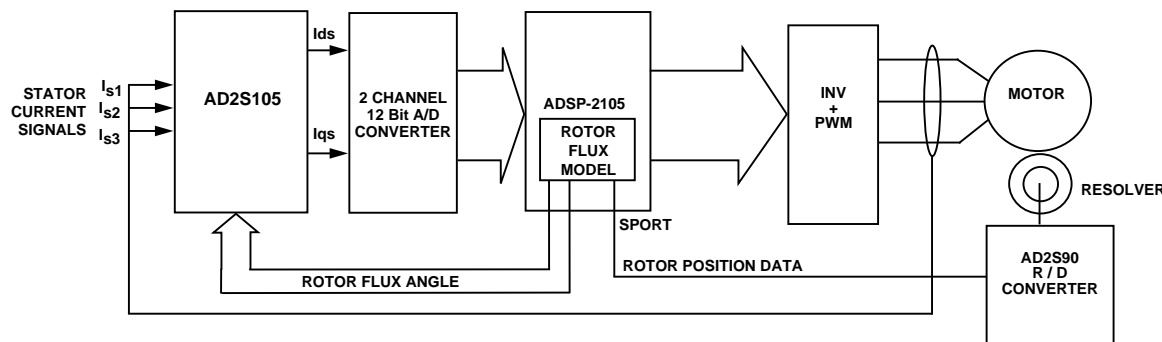 STATOR
CURRENT
SIGNALS
Is1
Is2
Is3
AD2S105
Ids
Iqs
2 CHANNEL
12 Bit A/D
CONVERTER
ADSP-2105
ROTOR
FLUX
MODEL
SPORT
INV
+
PWM
MOTOR
RESOLVER
AD2S90
R / D
CONVERTER
ROTOR POSITION DATA
ROTOR FLUX ANGLE